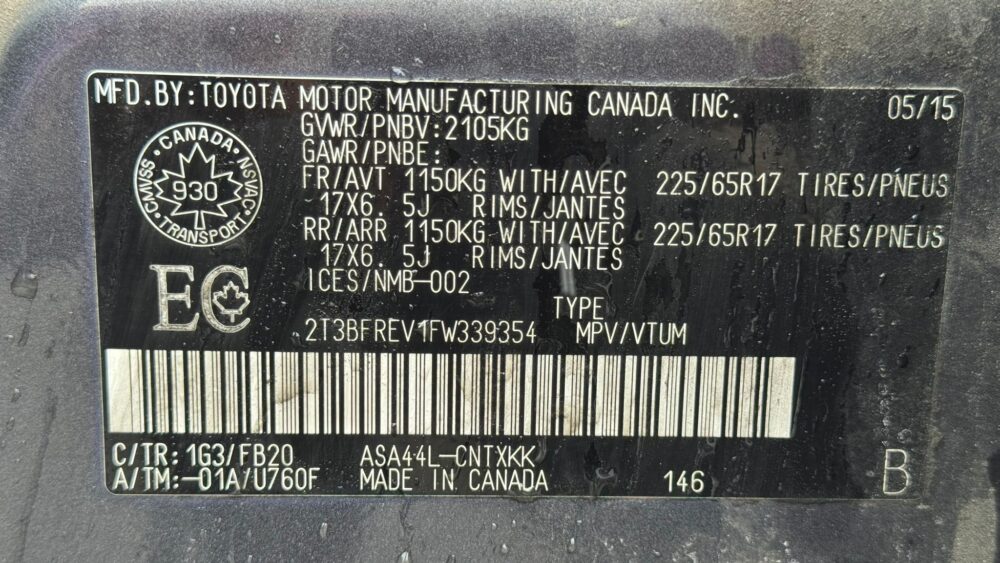 MFD.BY:TOYOTA MOTOR MANUFACTURING CANADA INC. 05/15
GVWR/PNBV:2105KG
GAWR/PNBE:
FR/AVT 1150KG WITH/AVEC 225/65R17 TIRES/PNEUS
17X6. 5J RIMS/JANTES
RR/ARR 1150KG WITH/AVEC 225/65R17 TIRES/PNEUS
17X6. 5J RIMS/JANTES
ICES/NMB-002
CANADA
CMVSS NSVAC
930
TRANSPORT
EC
TYPE
2T3BFREV1FW339354 MPV/VTUM
C/TR: 1G3/FB20 ASA44L-CNTXKK
A/TM:-01A/U760F MADE IN CANADA 146 B